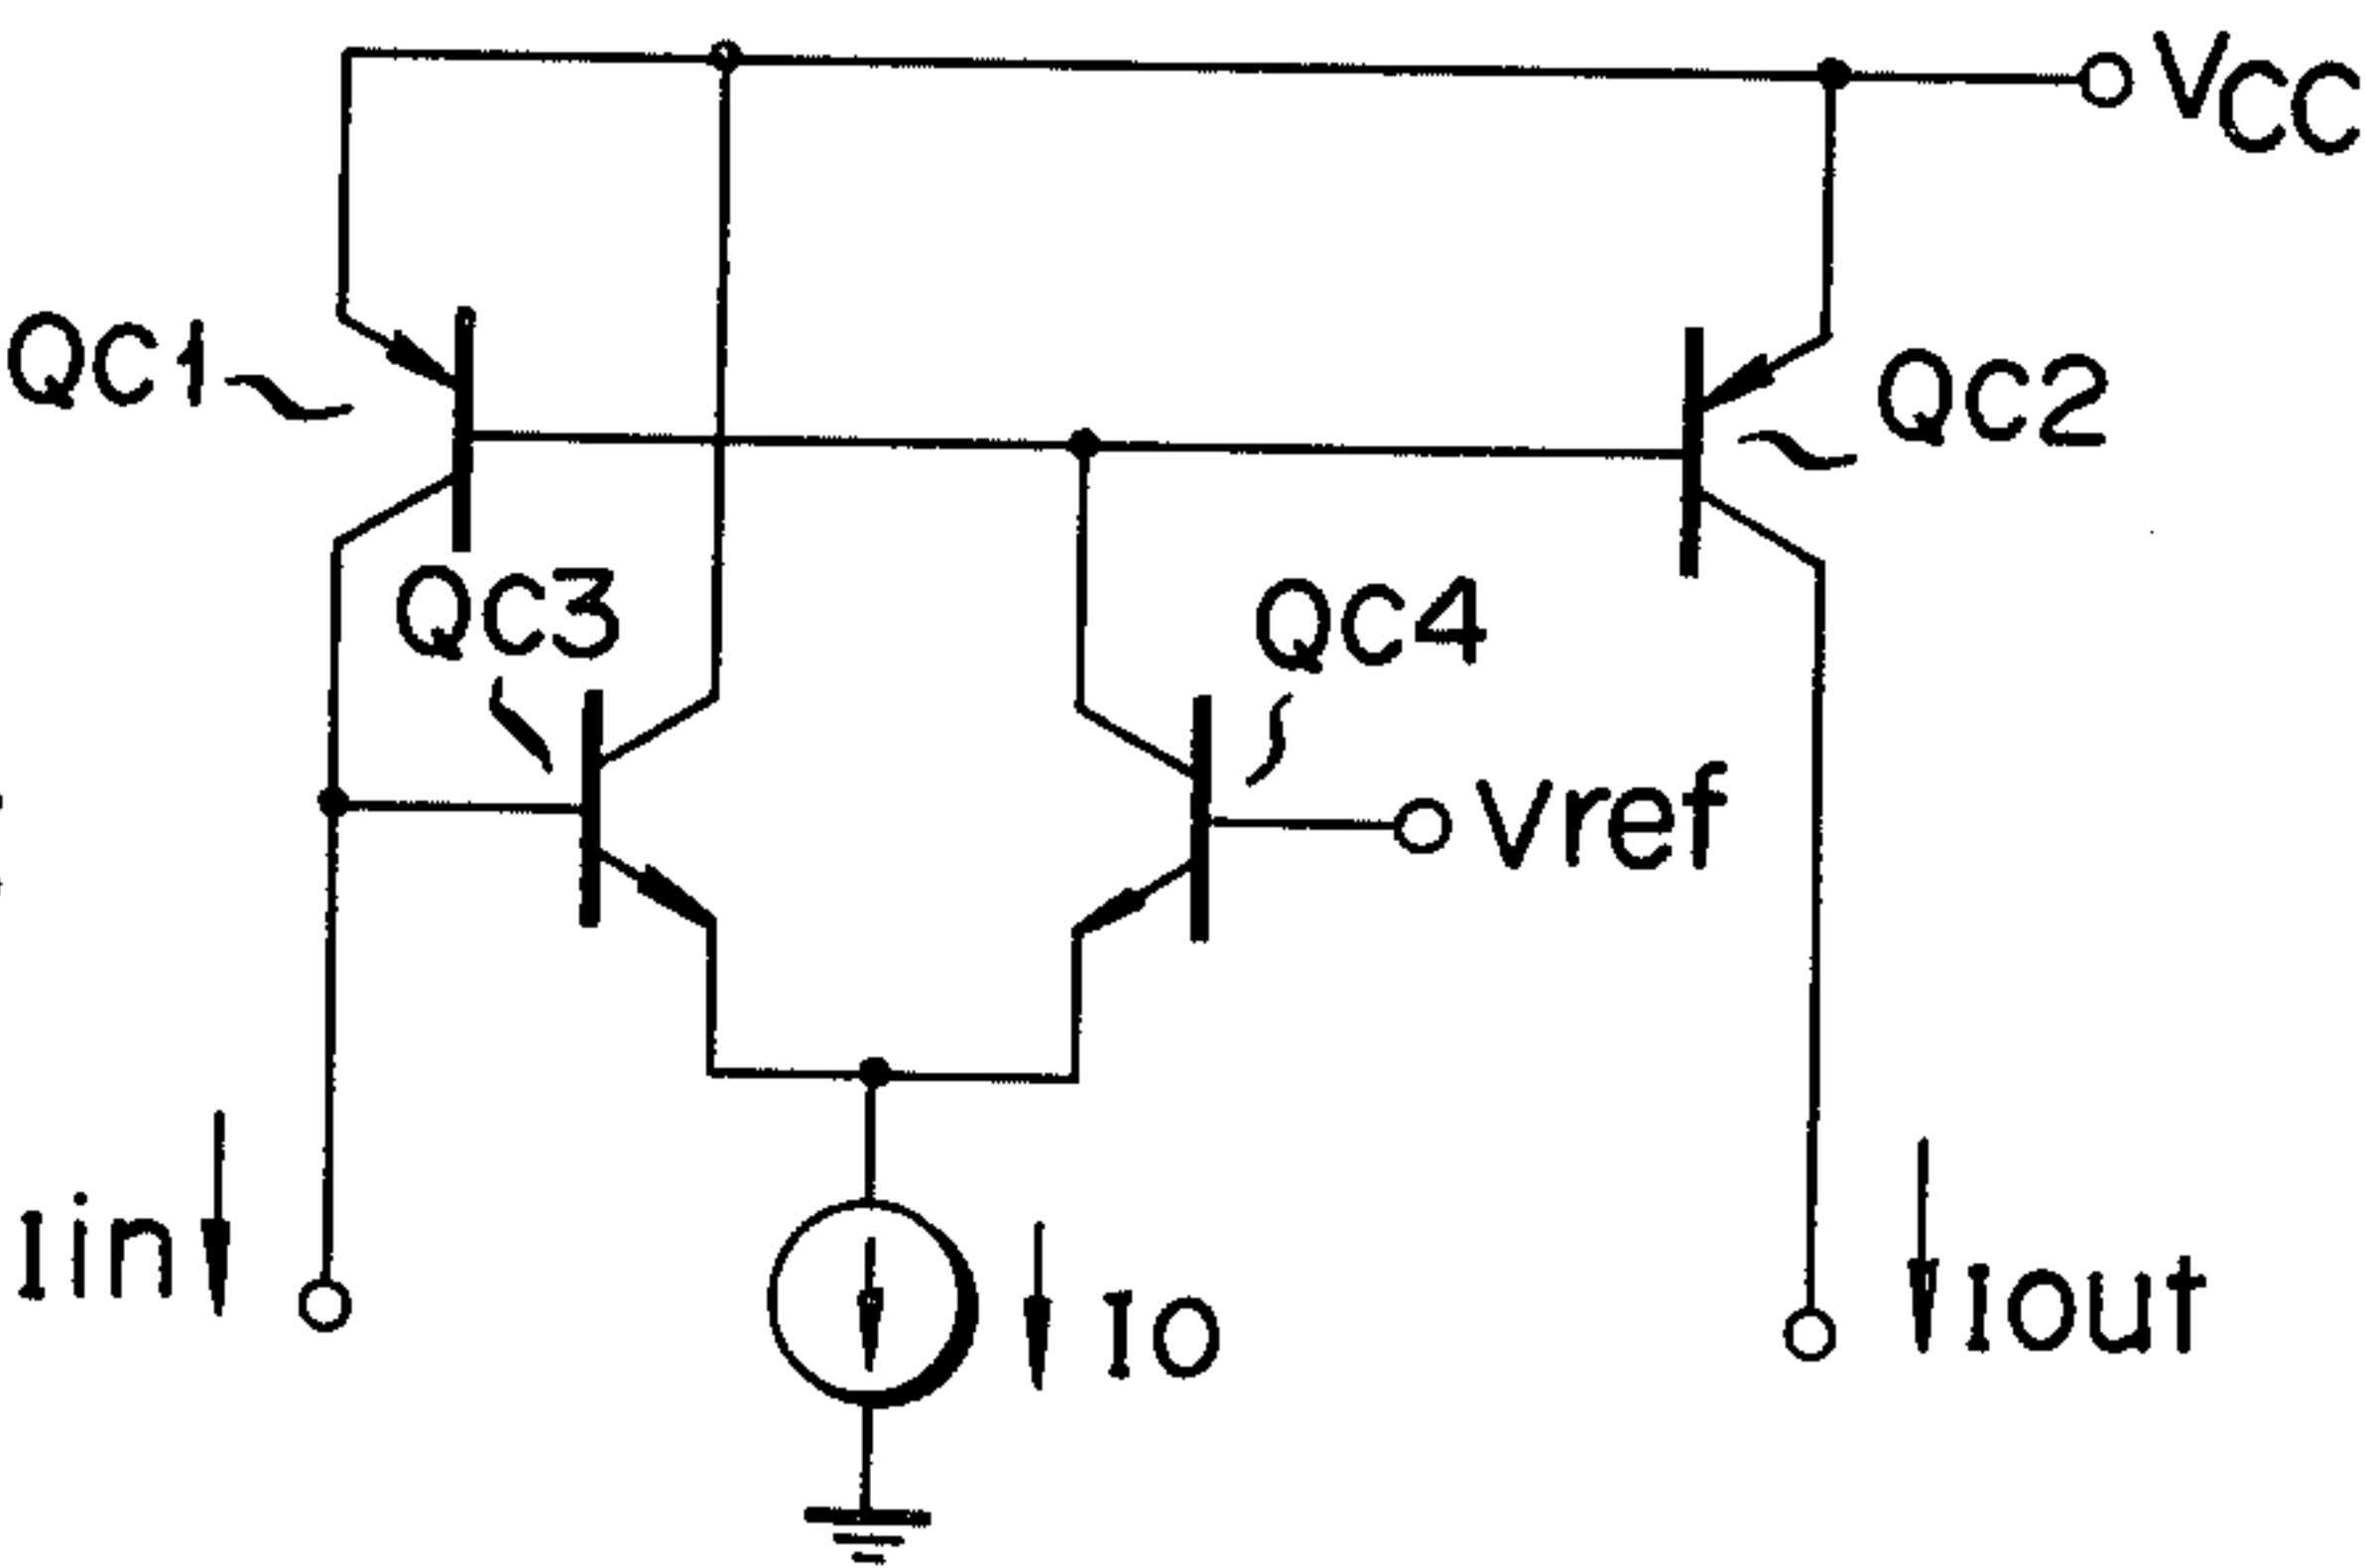 VCC
QC1
QC2
QC3
QC4
Vref
Iin
Io
Iout